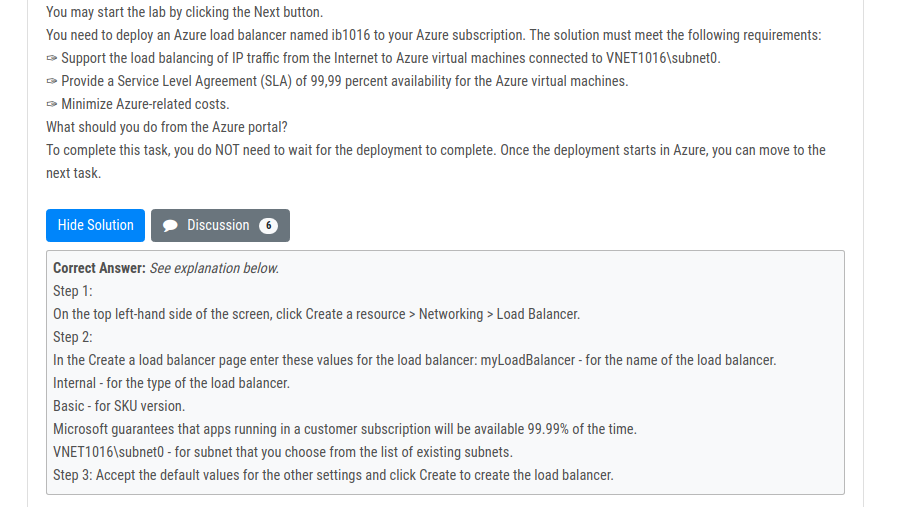 You may start the lab by clicking the Next button.
You need to deploy an Azure load balancer named ib1016 to your Azure subscription. The solution must meet the following requirements:
✑ Support the load balancing of IP traffic from the Internet to Azure virtual machines connected to VNET1016\subnet0.
✑ Provide a Service Level Agreement (SLA) of 99,99 percent availability for the Azure virtual machines.
✑ Minimize Azure-related costs.
What should you do from the Azure portal?
To complete this task, you do NOT need to wait for the deployment to complete. Once the deployment starts in Azure, you can move to the
next task.
Hide Solution
Discussion 6
Correct Answer: See explanation below.
Step 1:
On the top left-hand side of the screen, click Create a resource > Networking > Load Balancer.
Step 2:
In the Create a load balancer page enter these values for the load balancer: myLoadBalancer - for the name of the load balancer.
Internal - for the type of the load balancer.
Basic - for SKU version.
Microsoft guarantees that apps running in a customer subscription will be available 99.99% of the time.
VNET1016\subnet0 - for subnet that you choose from the list of existing subnets.
Step 3: Accept the default values for the other settings and click Create to create the load balancer.